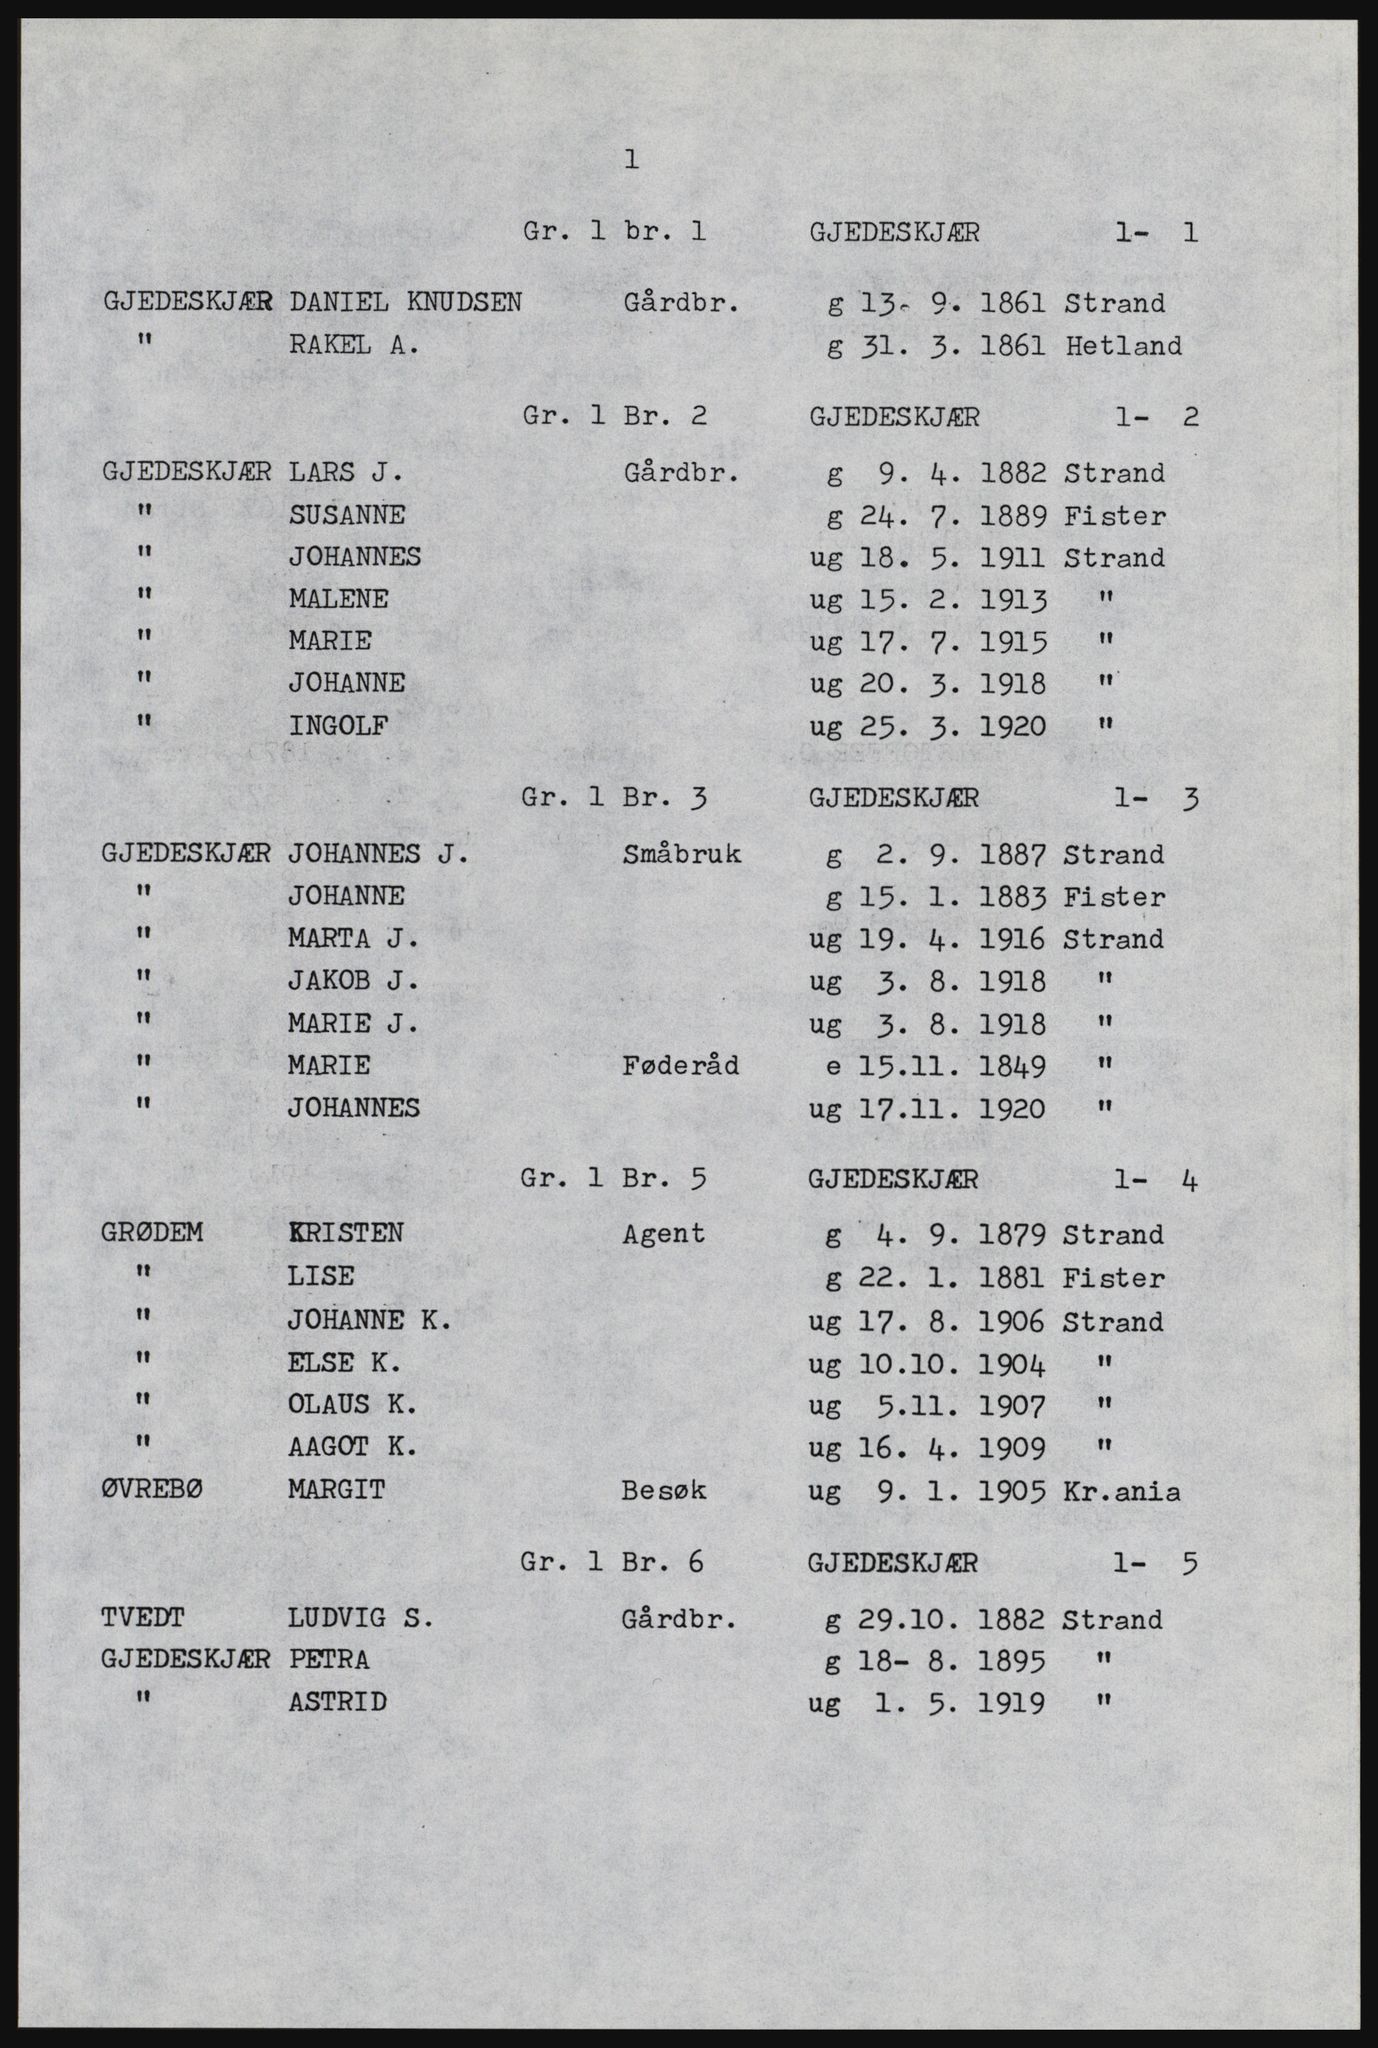 1
Gr. 1 br. 1 GJEDESKJÆR 1- 1
GJEDESKJÆR DANIEL KNUDSEN Gårdbr. g 13- 9. 1861 Strand
" RAKEL A. g 31. 3. 1861 Hetland
Gr. 1 Br. 2 GJEDESKJÆR 1- 2
GJEDESKJÆR LARS J. Gårdbr. g 9. 4. 1882 Strand
" SUSANNE g 24. 7. 1889 Fister
" JOHANNES ug 18. 5. 1911 Strand
" MALENE ug 15. 2. 1913 "
" MARIE ug 17. 7. 1915 "
" JOHANNE ug 20. 3. 1918 "
" INGOLF ug 25. 3. 1920 "
Gr. 1 Br. 3 GJEDESKJÆR 1- 3
GJEDESKJÆR JOHANNES J. Småbruk g 2. 9. 1887 Strand
" JOHANNE g 15. 1. 1883 Fister
" MARTA J. ug 19. 4. 1916 Strand
" JAKOB J. ug 3. 8. 1918 "
" MARIE J. ug 3. 8. 1918 "
" MARIE Føderåd e 15.11. 1849 "
" JOHANNES ug 17.11. 1920 "
Gr. 1 Br. 5 GJEDESKJÆR 1- 4
GRØDEM KRISTEN Agent g 4. 9. 1879 Strand
" LISE g 22. 1. 1881 Fister
" JOHANNE K. ug 17. 8. 1906 Strand
" ELSE K. ug 10.10. 1904 "
" OLAUS K. ug 5.11. 1907 "
" AAGOT K. ug 16. 4. 1909 "
ØVREBØ MARGIT Besøk ug 9. 1. 1905 Kr.ania
Gr. 1 Br. 6 GJEDESKJÆR 1- 5
TVEDT LUDVIG S. Gårdbr. g 29.10. 1882 Strand
GJEDESKJÆR PETRA g 18- 8. 1895 "
" ASTRID ug 1. 5. 1919 "